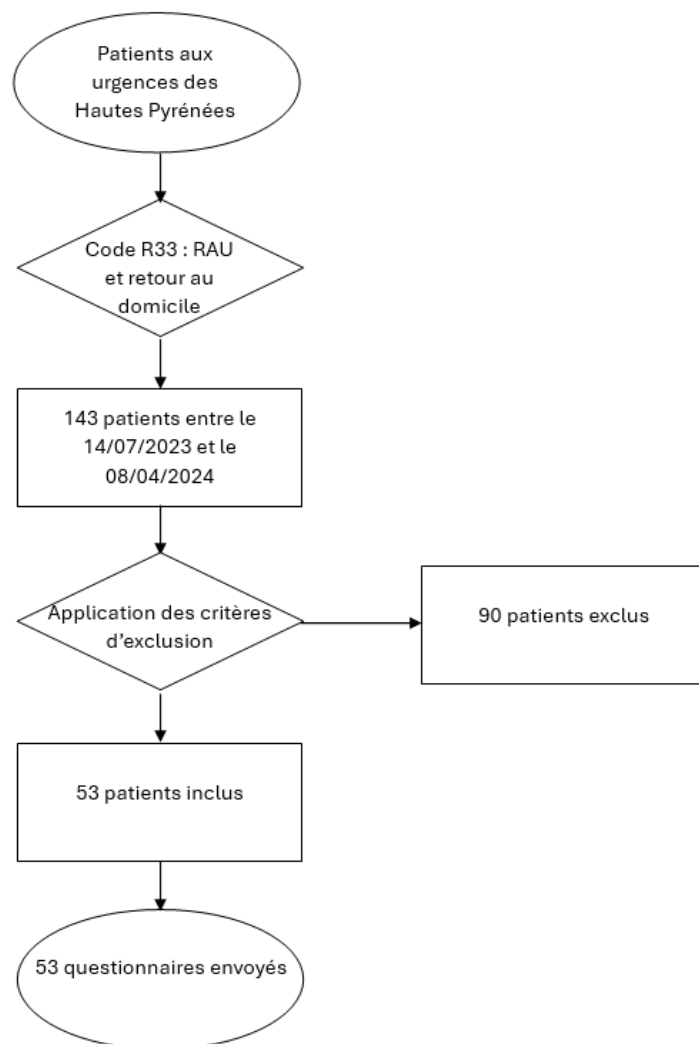 Patients aux
urgences des
Hautes Pyrénées
Code R33 : RAU
et retour au
domicile
143 patients entre le
14/07/2023 et le
08/04/2024
Application des critères
d'exclusion
90 patients exclus
53 patients inclus
53 questionnaires envoyés